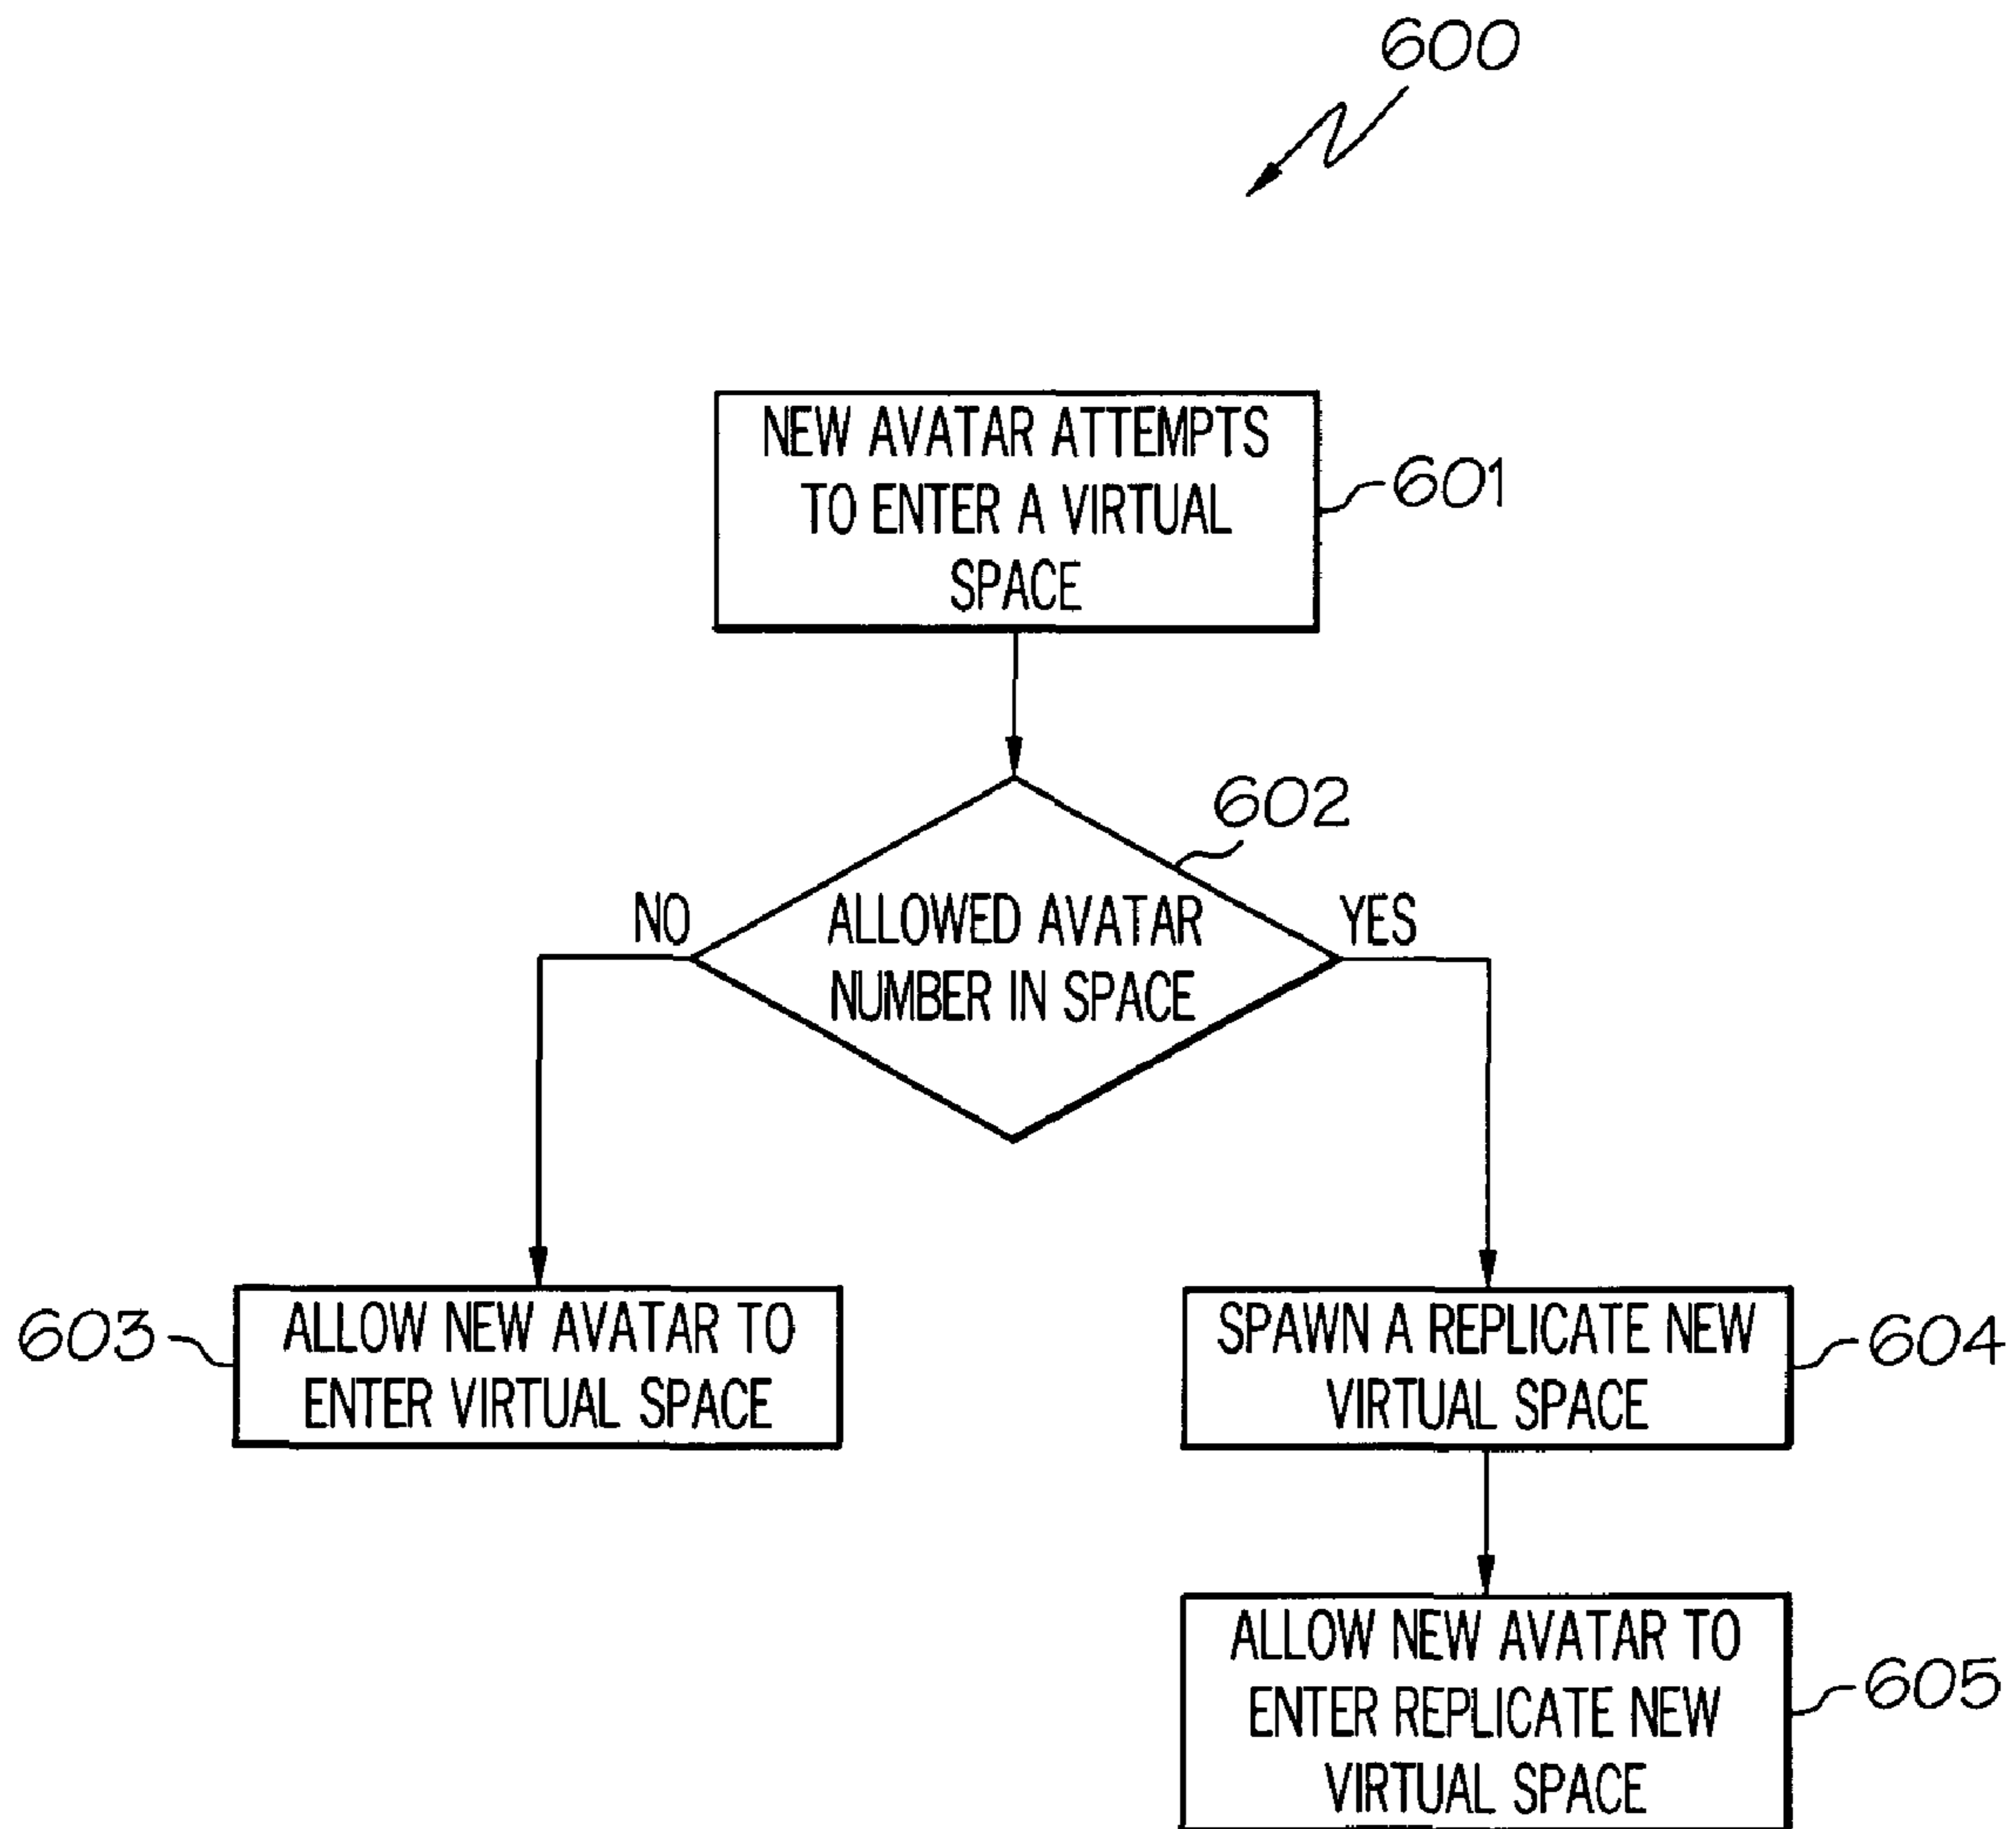 600
NEW AVATAR ATTEMPTS
TO ENTER A VIRTUAL
SPACE
601
602
NO
ALLOWED AVATAR
NUMBER IN SPACE
YES
603
ALLOW NEW AVATAR TO
ENTER VIRTUAL SPACE
SPAWN A REPLICATE NEW
VIRTUAL SPACE
604
ALLOW NEW AVATAR TO
ENTER REPLICATE NEW
VIRTUAL SPACE
605